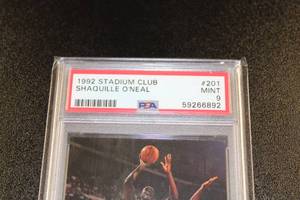 1992 STADIUM CLUB #201
SHAQUILLE O'NEAL MINT
9
PSA 59266892